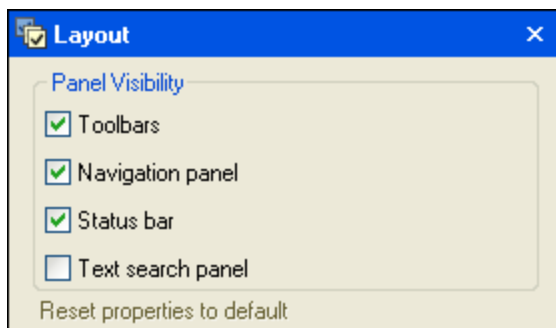 Layout
Panel Visibility
Toolbars
Navigation panel
Status bar
Text search panel
Reset properties to default